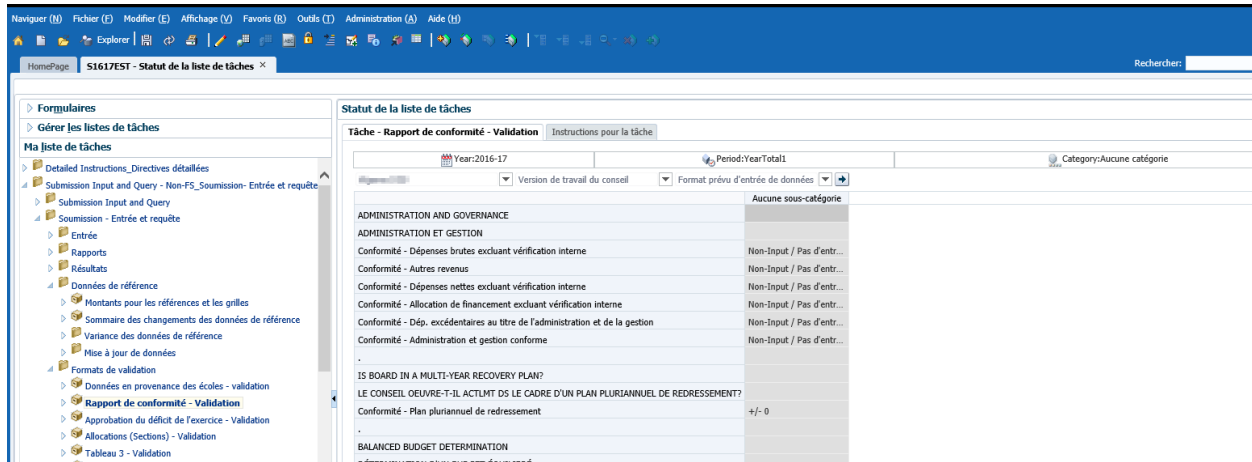 Naviguer (N) Fichier (F) Modifier (E) Affichage (V) Favoris (R) Outils (T) Administration (A) Aide (H)
Explorer
HomePage S1617EST - Statut de la liste de tâches × Rechercher:
Formulaires
Gérer les listes de tâches
Ma liste de tâches
Detailed Instructions_Directives détaillées
Submission Input and Query - Non-FS_Soumission- Entrée et requête
Submission Input and Query
Soumission - Entrée et requête
Entrée
Rapports
Résultats
Données de référence
Montants pour les références et les grilles
Sommaire des changements des données de référence
Variance des données de référence
Mise à jour de données
Formats de validation
Données en provenance des écoles - validation
Rapport de conformité - Validation
Approbation du déficit de l'exercice - Validation
Allocations (Sections) - Validation
Tableau 3 - Validation
Statut de la liste de tâches
Tâche - Rapport de conformité - Validation Instructions pour la tâche
Year:2016-17 Period:YearTotal1 Category:Aucune catégorie
Version de travail du conseil Format prévu d'entrée de données
Aucune sous-catégorie
ADMINISTRATION AND GOVERNANCE
ADMINISTRATION ET GESTION
Conformité - Dépenses brutes excluant vérification interne Non-Input / Pas d'entr...
Conformité - Autres revenus Non-Input / Pas d'entr...
Conformité - Dépenses nettes excluant vérification interne Non-Input / Pas d'entr...
Conformité - Allocation de financement excluant vérification interne Non-Input / Pas d'entr...
Conformité - Dép. excédentaires au titre de l'administration et de la gestion Non-Input / Pas d'entr...
Conformité - Administration et gestion conforme Non-Input / Pas d'entr...
.
IS BOARD IN A MULTI-YEAR RECOVERY PLAN?
LE CONSEIL OEUVRE-T-IL ACTLMT DS LE CADRE D'UN PLAN PLURIANNUEL DE REDRESSEMENT?
Conformité - Plan pluriannuel de redressement +/- 0
.
BALANCED BUDGET DETERMINATION